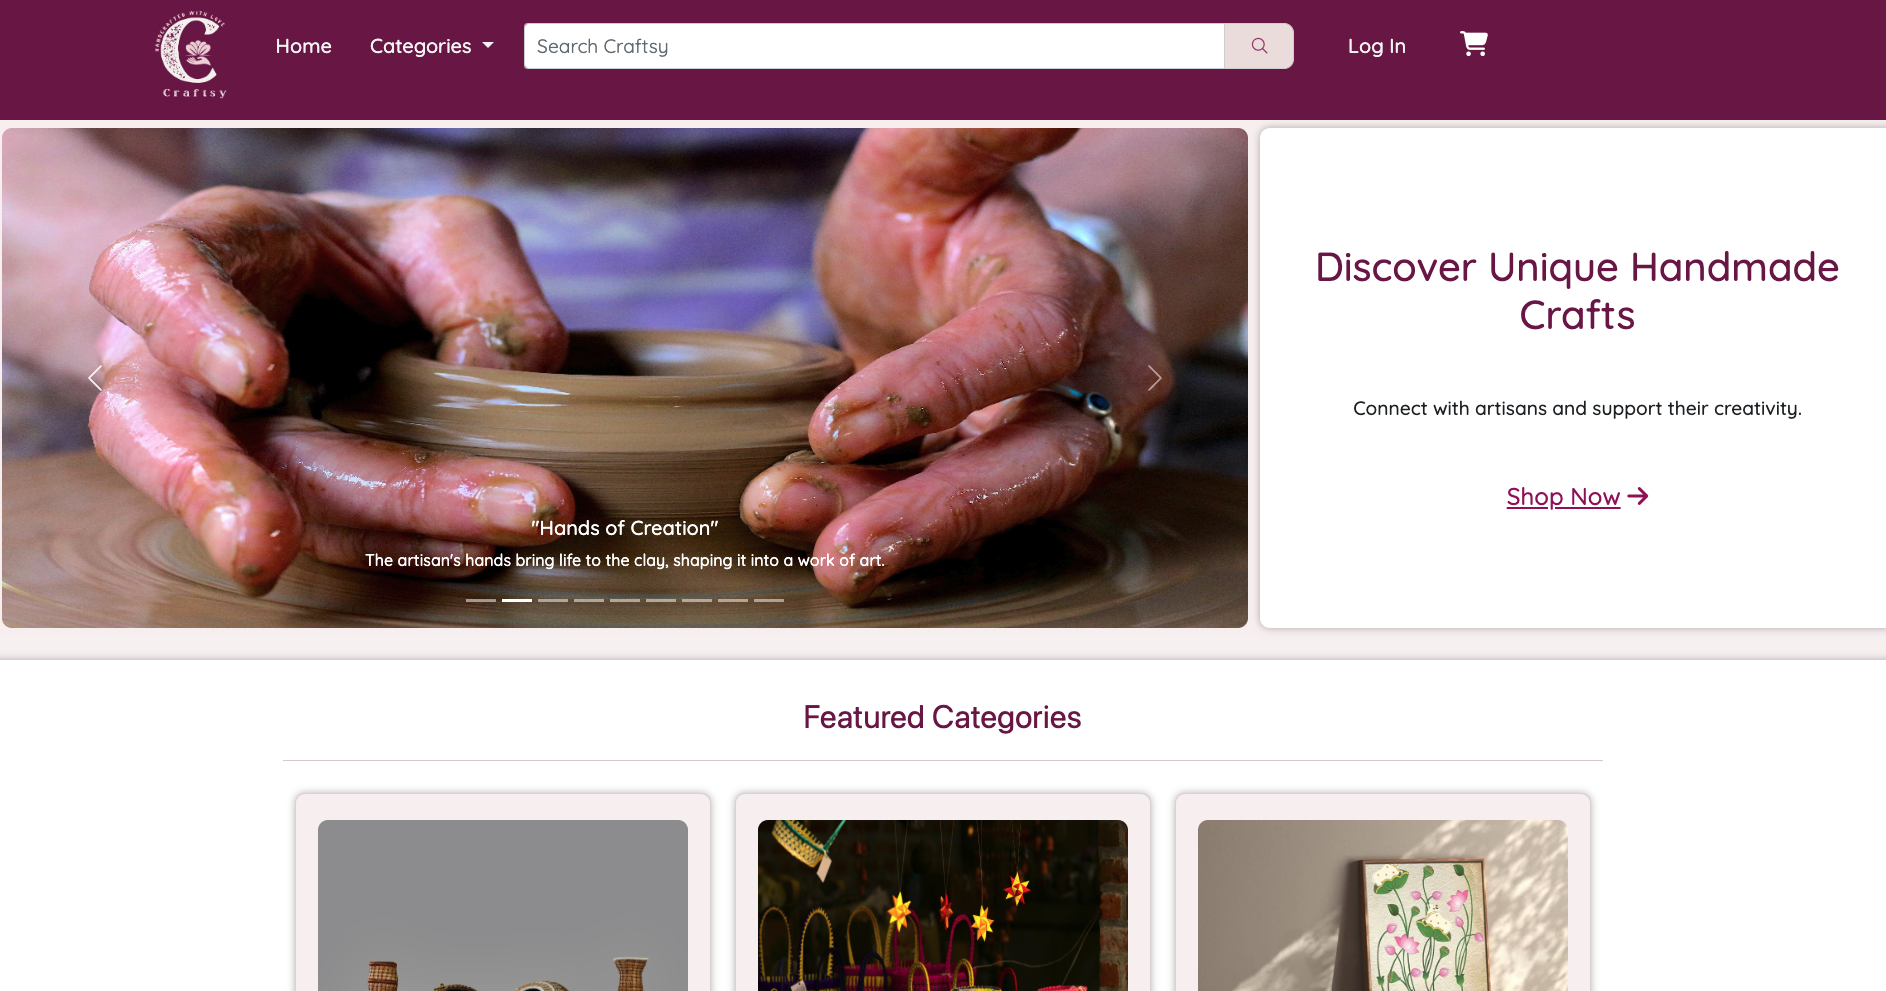 HANDCRAFTED WITH LOVE
Craftsy
Home
Categories
Search Craftsy
Log In
Discover Unique Handmade
Crafts
Connect with artisans and support their creativity.
Shop Now
"Hands of Creation"
The artisan's hands bring life to the clay, shaping it into a work of art.
Featured Categories